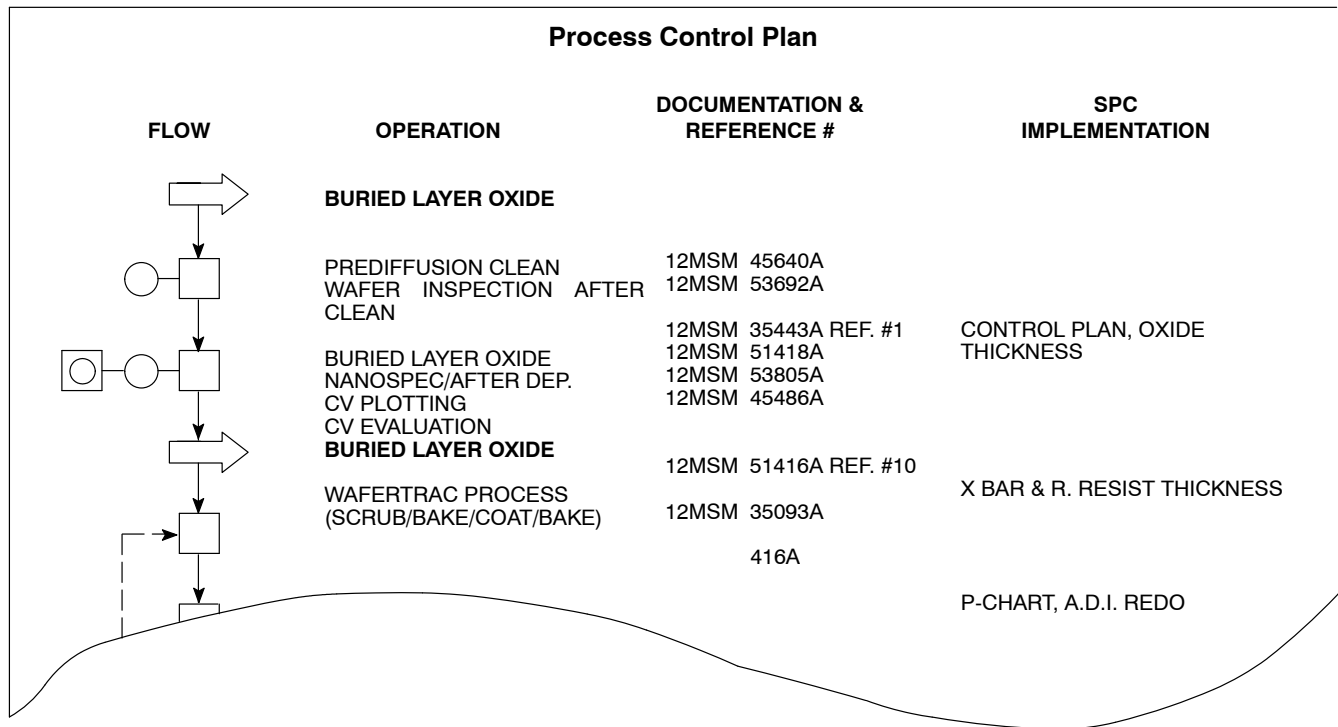 Process Control Plan
FLOW
OPERATION
DOCUMENTATION &
REFERENCE #
SPC
IMPLEMENTATION
BURIED LAYER OXIDE
PREDIFFUSION CLEAN
WAFER INSPECTION AFTER
CLEAN
BURIED LAYER OXIDE
NANOSPEC/AFTER DEP.
CV PLOTTING
CV EVALUATION
BURIED LAYER OXIDE
WAFERTRAC PROCESS
(SCRUB/BAKE/COAT/BAKE)
12MSM 45640A
12MSM 53692A
12MSM 35443A REF. #1
12MSM 51418A
12MSM 53805A
12MSM 45486A
12MSM 51416A REF. #10
12MSM 35093A
416A
CONTROL PLAN, OXIDE
THICKNESS
X BAR & R. RESIST THICKNESS
P-CHART, A.D.I. REDO